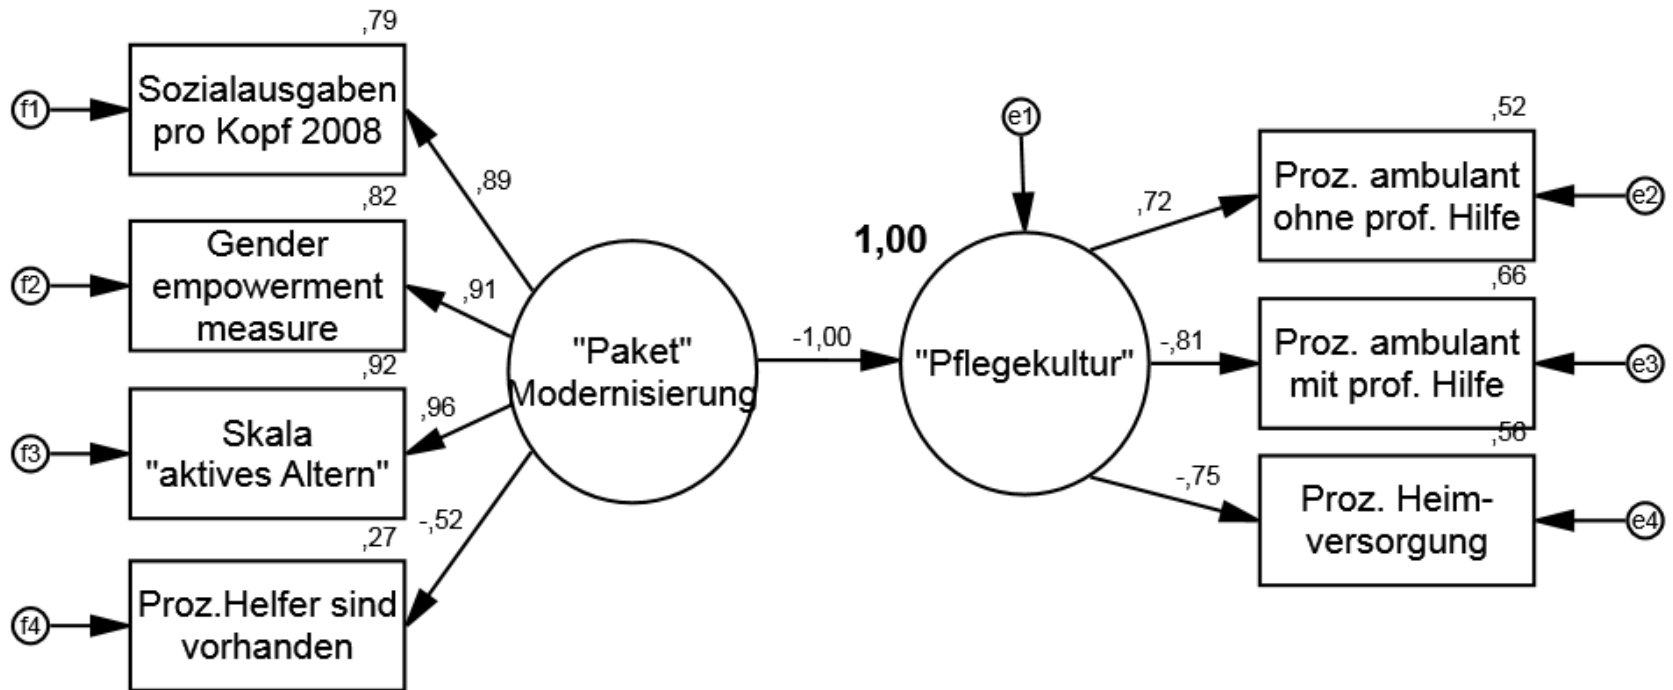 ,79
f1
Sozialausgaben
pro Kopf 2008
,89
,82
f2
Gender
empowerment
measure
,91
,92
f3
Skala
"aktives Altern"
,96
,27
f4
Proz.Helfer sind
vorhanden
-,52
"Paket"
Modernisierung
-1,00
e1
1,00
"Pflegekultur"
,72
,52
Proz. ambulant
ohne prof. Hilfe
e2
-,81
,66
Proz. ambulant
mit prof. Hilfe
e3
-,75
,56
Proz. Heim-
versorgung
e4